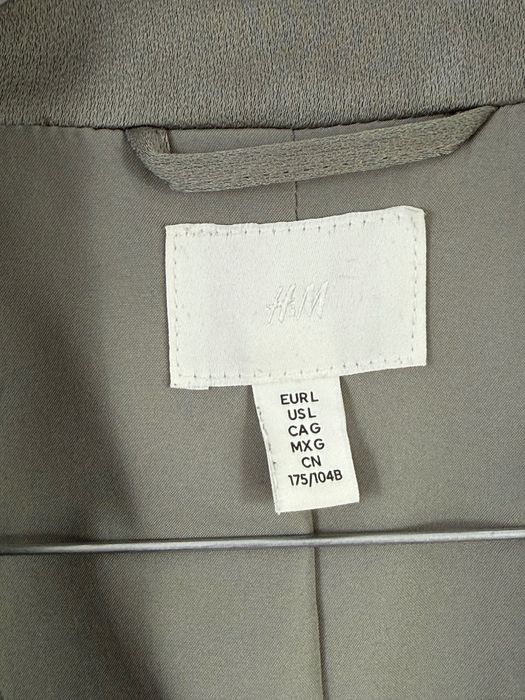 H&M
EUR L
US L
CA G
MX G
CN
175/104B